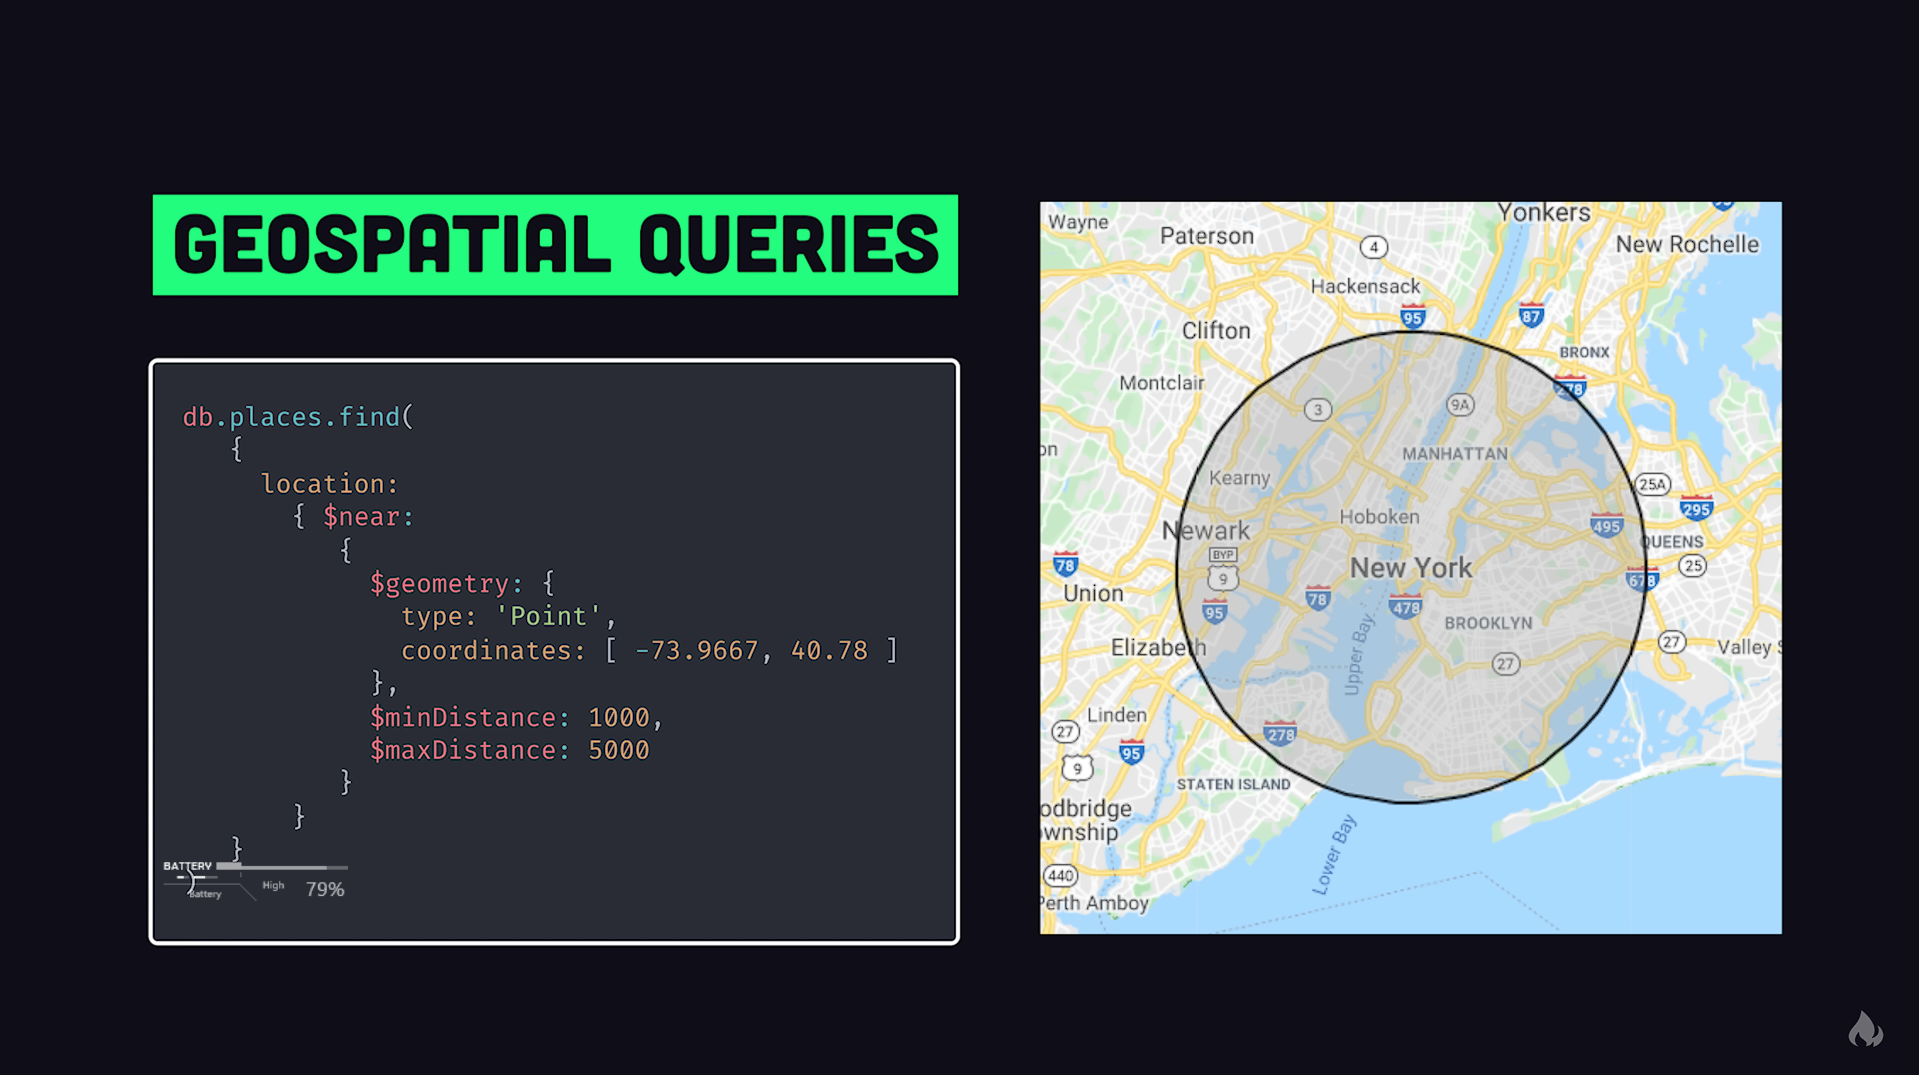 GEOSPATIAL QUERIES
db.places.find(
{
location:
{ $near:
{
$geometry: {
type: 'Point',
coordinates: [ -73.9667, 40.78 ]
},
$minDistance: 1000,
$maxDistance: 5000
}
}
}
)
BATTERY
Battery
High
79%
Wayne
Paterson
4
Yonkers
New Rochelle
Hackensack
95
87
Clifton
BRONX
Montclair
278
3
9A
MANHATTAN
on
Kearny
25A
295
Hoboken
495
Newark
QUEENS
BYP
9
78
New York
25
678
Union
95
78
478
BROOKLYN
27
Elizabeth
Upper Bay
27
Valley S
Linden
27
278
95
9
STATEN ISLAND
odbridge
wnship
Lower Bay
440
Perth Amboy